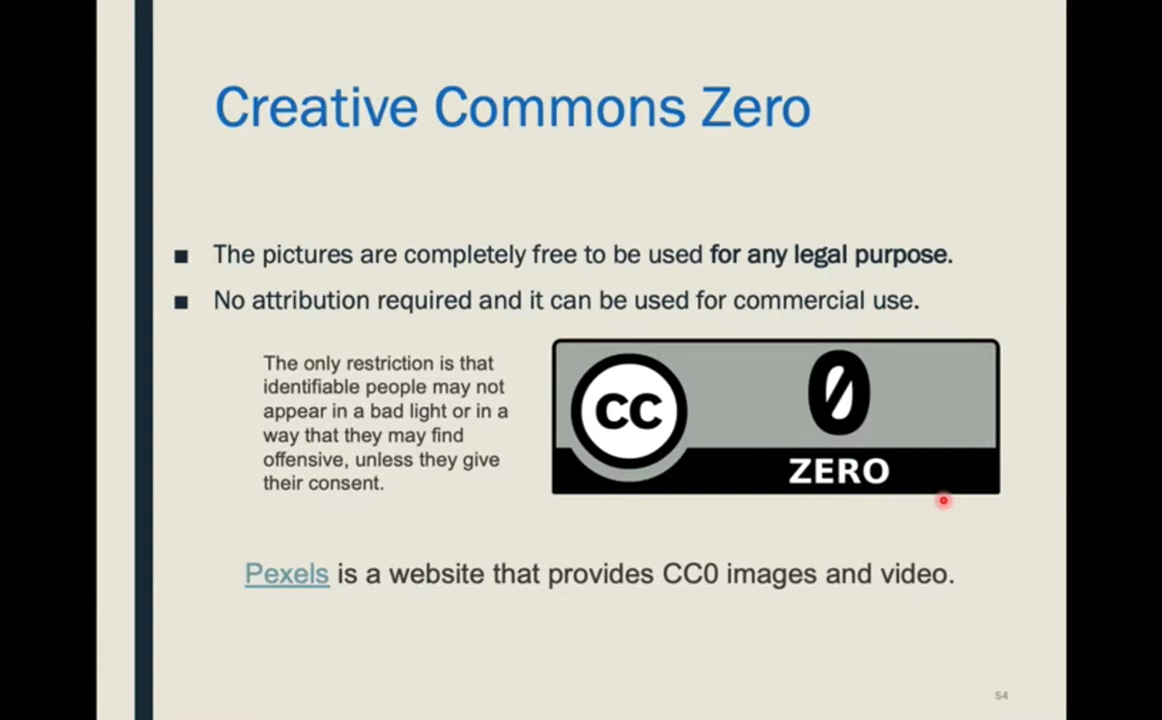 Creative Commons Zero
■ The pictures are completely free to be used for any legal purpose.
■ No attribution required and it can be used for commercial use.
The only restriction is that
identifiable people may not
appear in a bad light or in a
way that they may find
offensive, unless they give
their consent.
CC 0
ZERO
Pexels is a website that provides CC0 images and video.
54